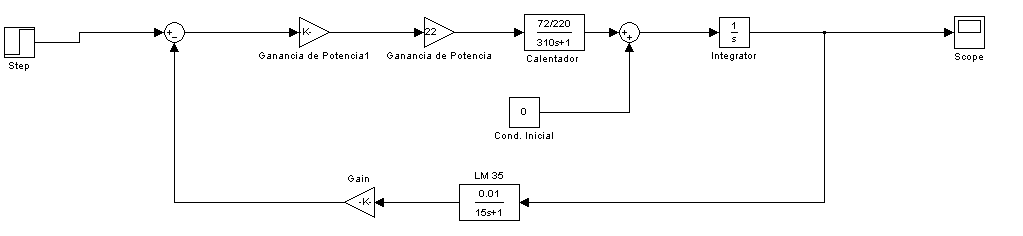 Step
+
−
K-
Ganancia de Potencia1
22
Ganancia de Potencia
72/220
310s+1
Calentador
+
+
1
s
Integrator
Scope
0
Cond. Inicial
Gain
-K-
LM 35
0.01
15s+1